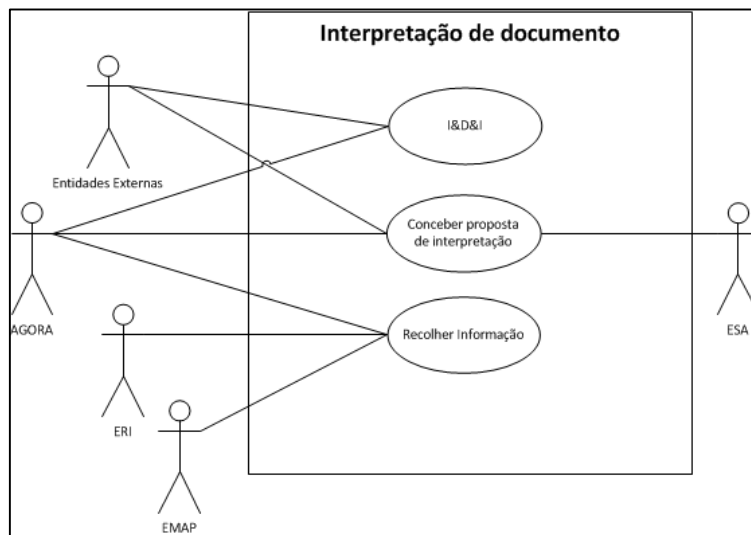 Interpretação de documento
I&D&I
Entidades Externas
Conceber proposta
de interpretação
AGORA
ESA
Recolher Informação
ERI
EMAP